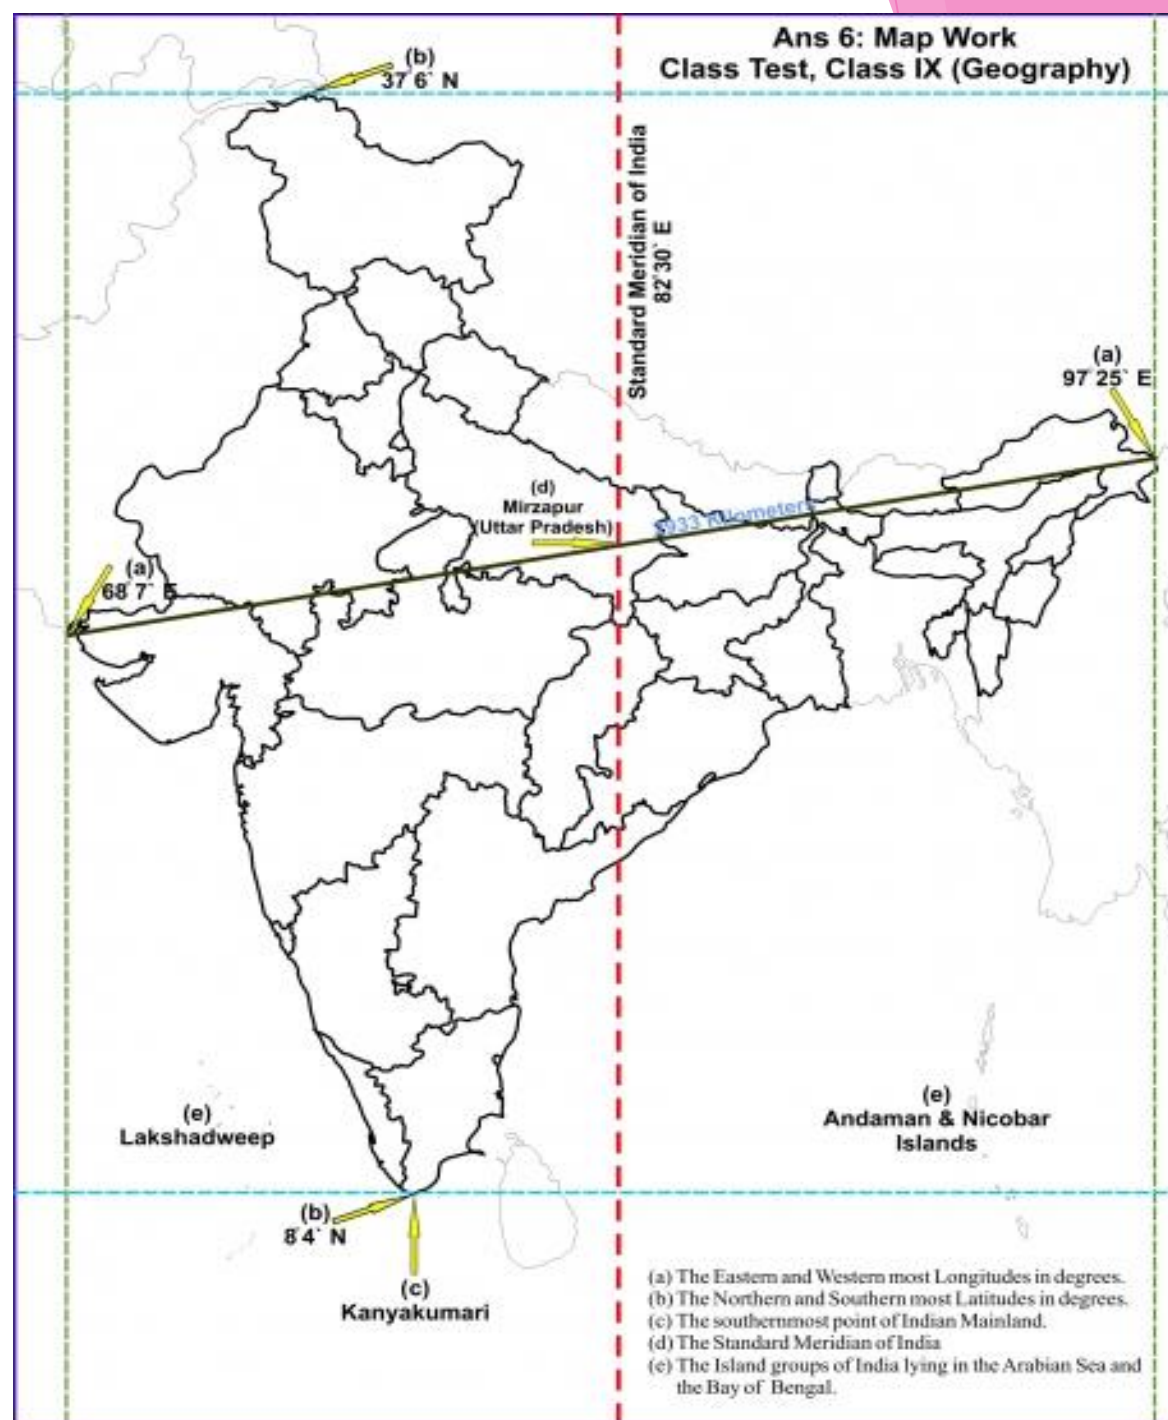 Ans 6: Map Work
Class Test, Class IX (Geography)
(b)
37°6` N
Standard Meridian of India
82°30` E
(a)
97°25` E
(d)
Mirzapur
(Uttar Pradesh)
2933 Kilometers
(a)
68°7` E
(e)
Lakshadweep
(e)
Andaman & Nicobar
Islands
(b)
8°4` N
(c)
Kanyakumari
(a) The Eastern and Western most Longitudes in degrees.
(b) The Northern and Southern most Latitudes in degrees.
(c) The southernmost point of Indian Mainland.
(d) The Standard Meridian of India
(e) The Island groups of India lying in the Arabian Sea and
the Bay of Bengal.